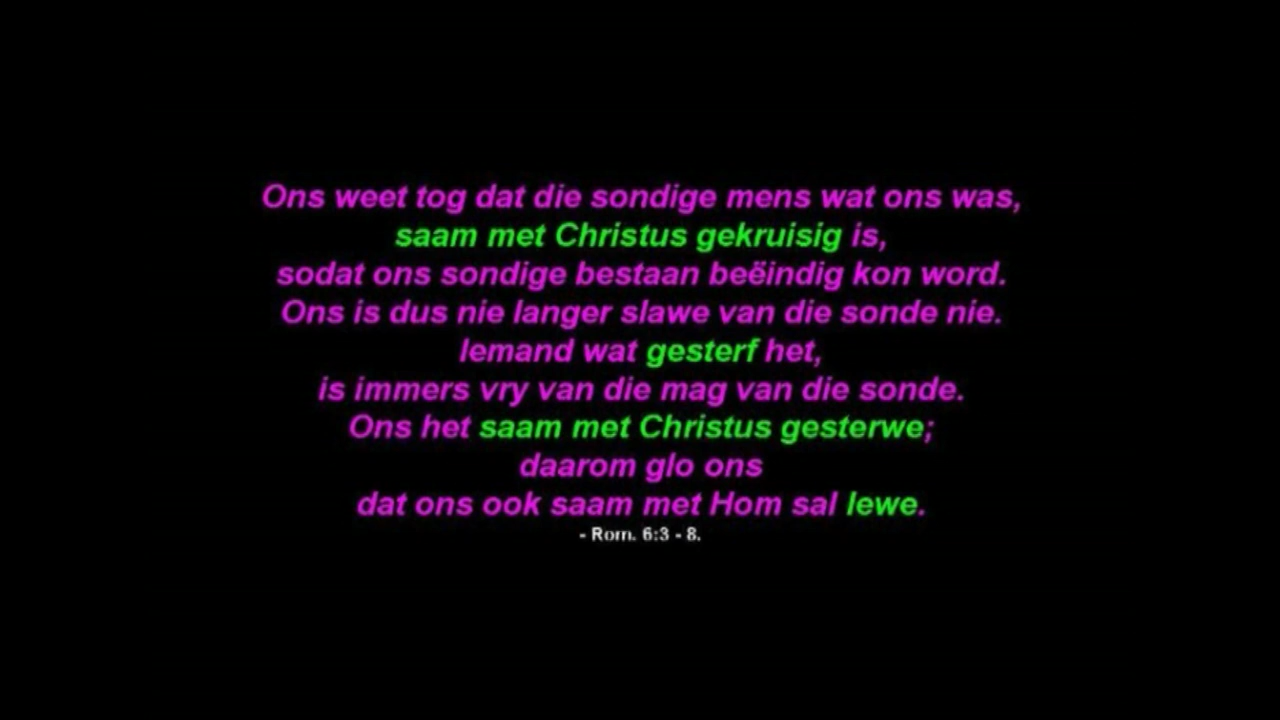 Ons weet tog dat die sondige mens wat ons was,
saam met Christus gekruisig is,
sodat ons sondige bestaan beëindig kon word.
Ons is dus nie langer slawe van die sonde nie.
Iemand wat gesterf het,
is immers vry van die mag van die sonde.
Ons het saam met Christus gesterwe;
daarom glo ons
dat ons ook saam met Hom sal lewe.
- Rom. 6:3 - 8.